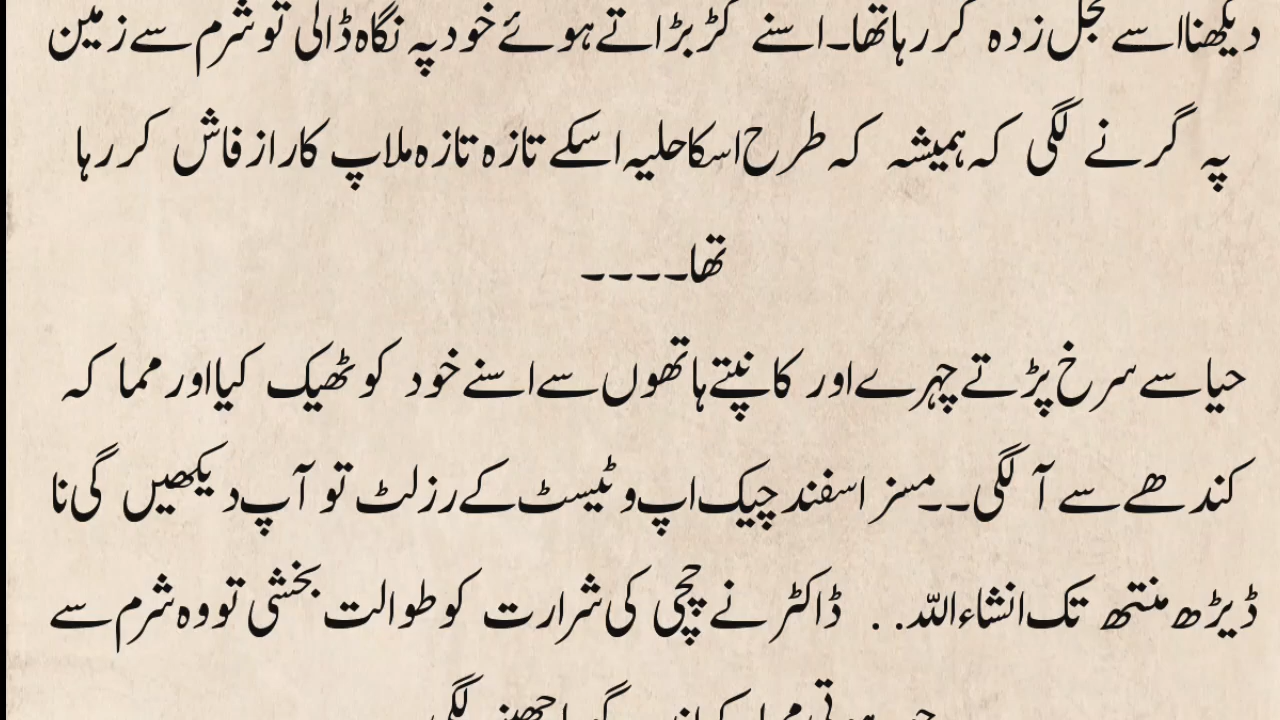 دیکھنا اسے خجل زدہ کر رہا تھا۔ اسنے گڑبڑاتے ہوئے خود پہ نگاہ ڈالی تو شرم سے زمین
پہ گرنے لگی کہ ہمیشہ کہ طرح اسکا حلیہ اسکے تازہ تازہ ملاپ کا راز فاش کر رہا
تھا۔۔۔۔
حیا سے سرخ پڑتے چہرے اور کانپتے ہاتھوں سے اسنے خود کو ٹھیک کیا اور مما کہ
کندھے سے آ لگی۔۔ مسز اسفند چیک اپ و ٹیسٹ کے رزلٹ تو آپ دیکھیں گی نا
ڈیڑھ منتھ تک انشاءاللہ۔۔ ڈاکٹر نے چچی کی شرارت کو طوالت بخشی تو وہ شرم سے